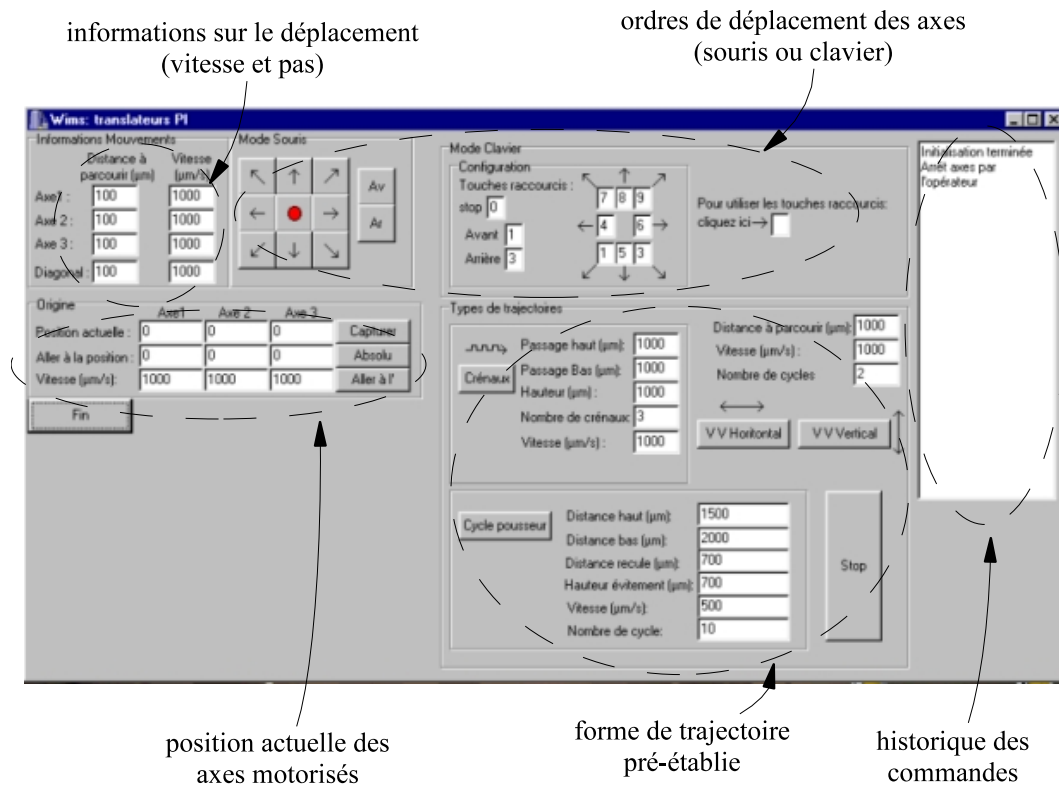 informations sur le déplacement
(vitesse et pas)
ordres de déplacement des axes
(souris ou clavier)
Wims: translateurs PI
Informations Mouvements
Distance à
parcourir (µm)
Vitesse
(µm/s)
Axe1 : 100 1000
Axe 2 : 100 1000
Axe 3 : 100 1000
Diagonal : 100 1000
Mode Souris
Av
Ar
Mode Clavier
Configuration
Touches raccourcis :
stop 0
Avant 1
Arrière 3
7 8 9
4 6
1 5 3
Pour utiliser les touches raccourcis:
cliquez ici→
Initialisation terminée
Arrêt axes par
l'opérateur
Origine
Axe1 Axe 2 Axe 3
Position actuelle : 0 0 0 Capturer
Aller à la position : 0 0 0 Absolu
Vitesse (µm/s): 1000 1000 1000 Aller à l'
Fin
Types de trajectoires
Crénaux
Passage haut (µm): 1000
Passage Bas (µm): 1000
Hauteur (µm) : 1000
Nombre de crénaux 3
Vitesse (µm/s) : 1000
Distance à parcourir (µm): 1000
Vitesse (µm/s) : 1000
Nombre de cycles 2
V V Horitontal
V V Vertical
Cycle pousseur
Distance haut (µm): 1500
Distance bas (µm): 2000
Distance recule (µm): 700
Hauteur évitement (µm): 700
Vitesse (µm/s): 500
Nombre de cycle: 10
Stop
position actuelle des
axes motorisés
forme de trajectoire
pré-établie
historique des
commandes